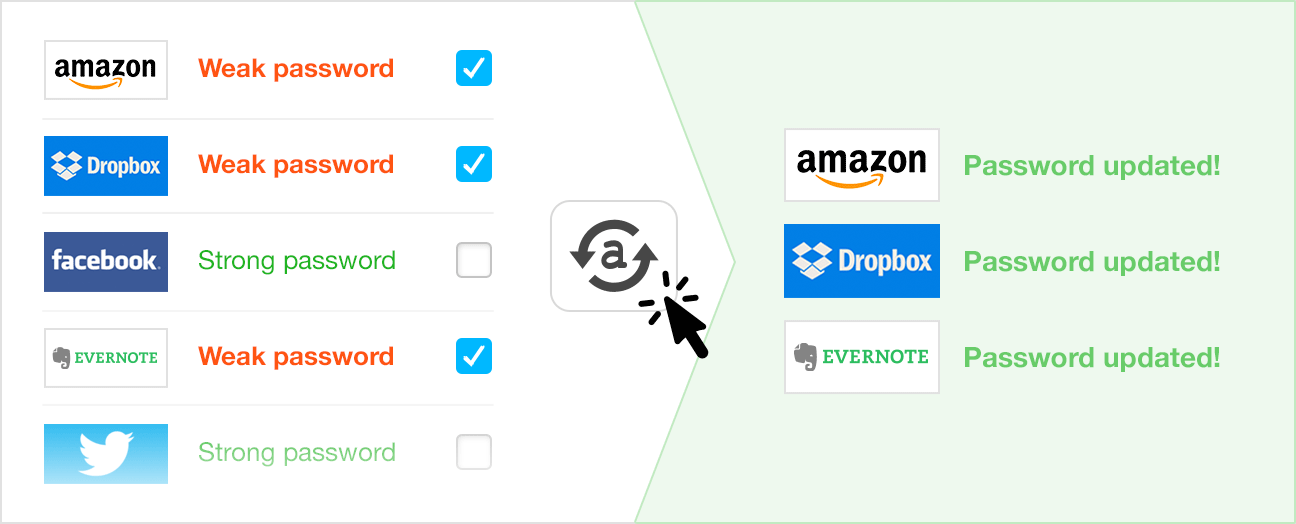 amazon Weak password
Dropbox Weak password
facebook. Strong password
EVERNOTE Weak password
Strong password
a
amazon Password updated!
Dropbox Password updated!
EVERNOTE Password updated!